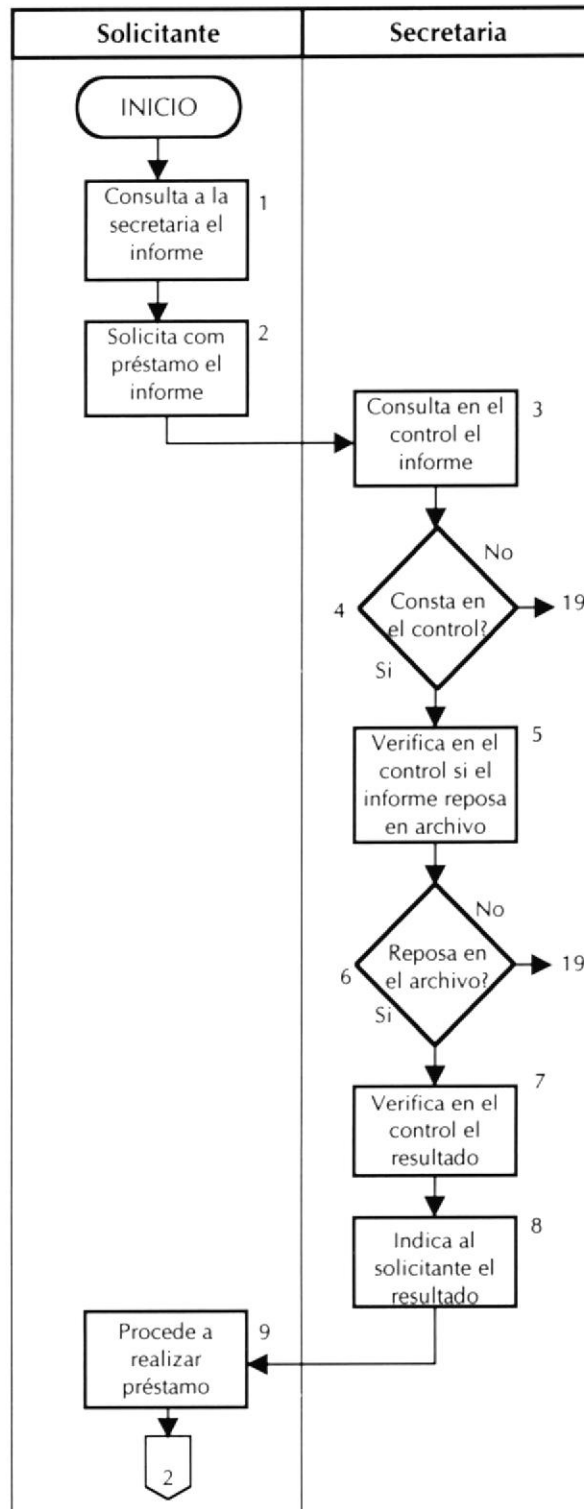 Solicitante
Secretaria
INICIO
Consulta a la
secretaria el
informe
1
Solicita com
préstamo el
informe
2
Consulta en el
control el
informe
3
No
4
Consta en
el control?
19
Si
Verifica en el
control si el
informe reposa
en archivo
5
No
6
Reposa en
el archivo?
19
Si
Verifica en el
control el
resultado
7
Indica al
solicitante el
resultado
8
Procede a
realizar
préstamo
9
2